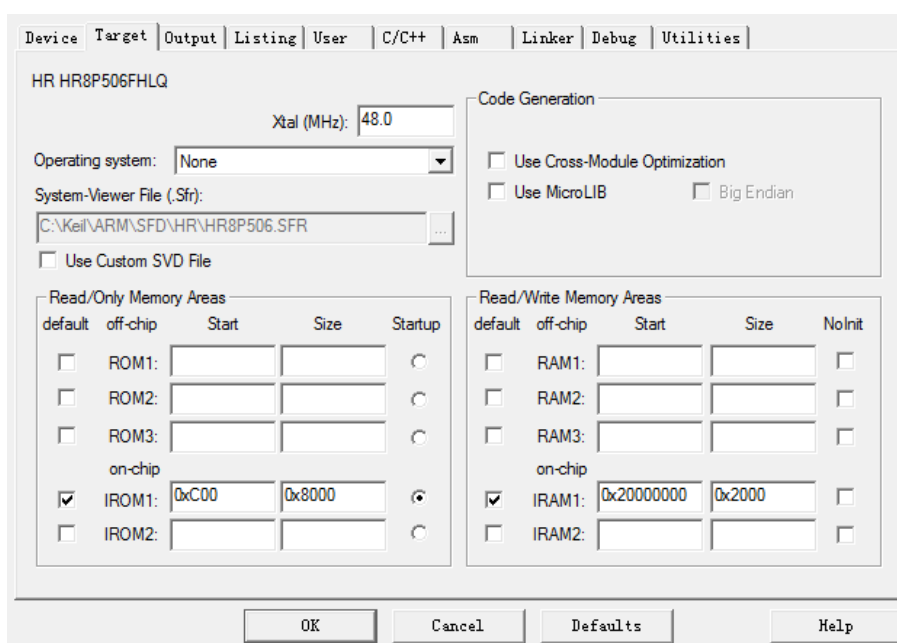 Device Target Output Listing User C/C++ Asm Linker Debug Utilities
HR HR8P506FHLQ
Xtal (MHz): 48.0
Operating system: None
System-Viewer File (.Sfr):
C:\Keil\ARM\SFD\HR\HR8P506.SFR ...
Use Custom SVD File
Code Generation
Use Cross-Module Optimization
Use MicroLIB Big Endian
Read/Only Memory Areas
default off-chip Start Size Startup
ROM1:
ROM2:
ROM3:
on-chip
IROM1: 0xC00 0x8000
IROM2:
Read/Write Memory Areas
default off-chip Start Size NoInit
RAM1:
RAM2:
RAM3:
on-chip
IRAM1: 0x20000000 0x2000
IRAM2:
OK Cancel Defaults Help